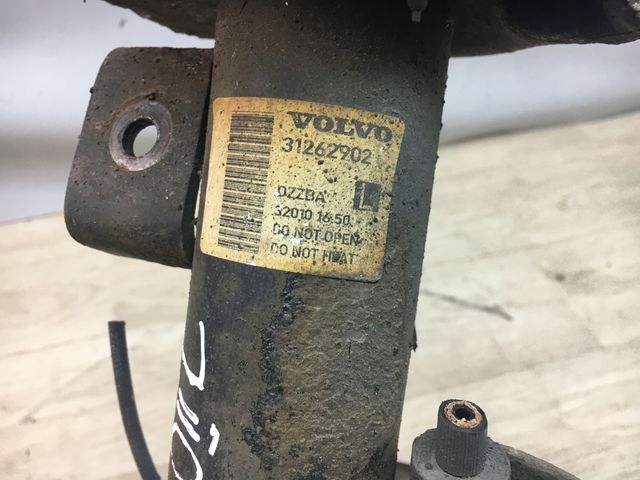 VOLVO
31262902
DZZBA L
32010 16:50
DO NOT OPEN
DO NOT HEAT